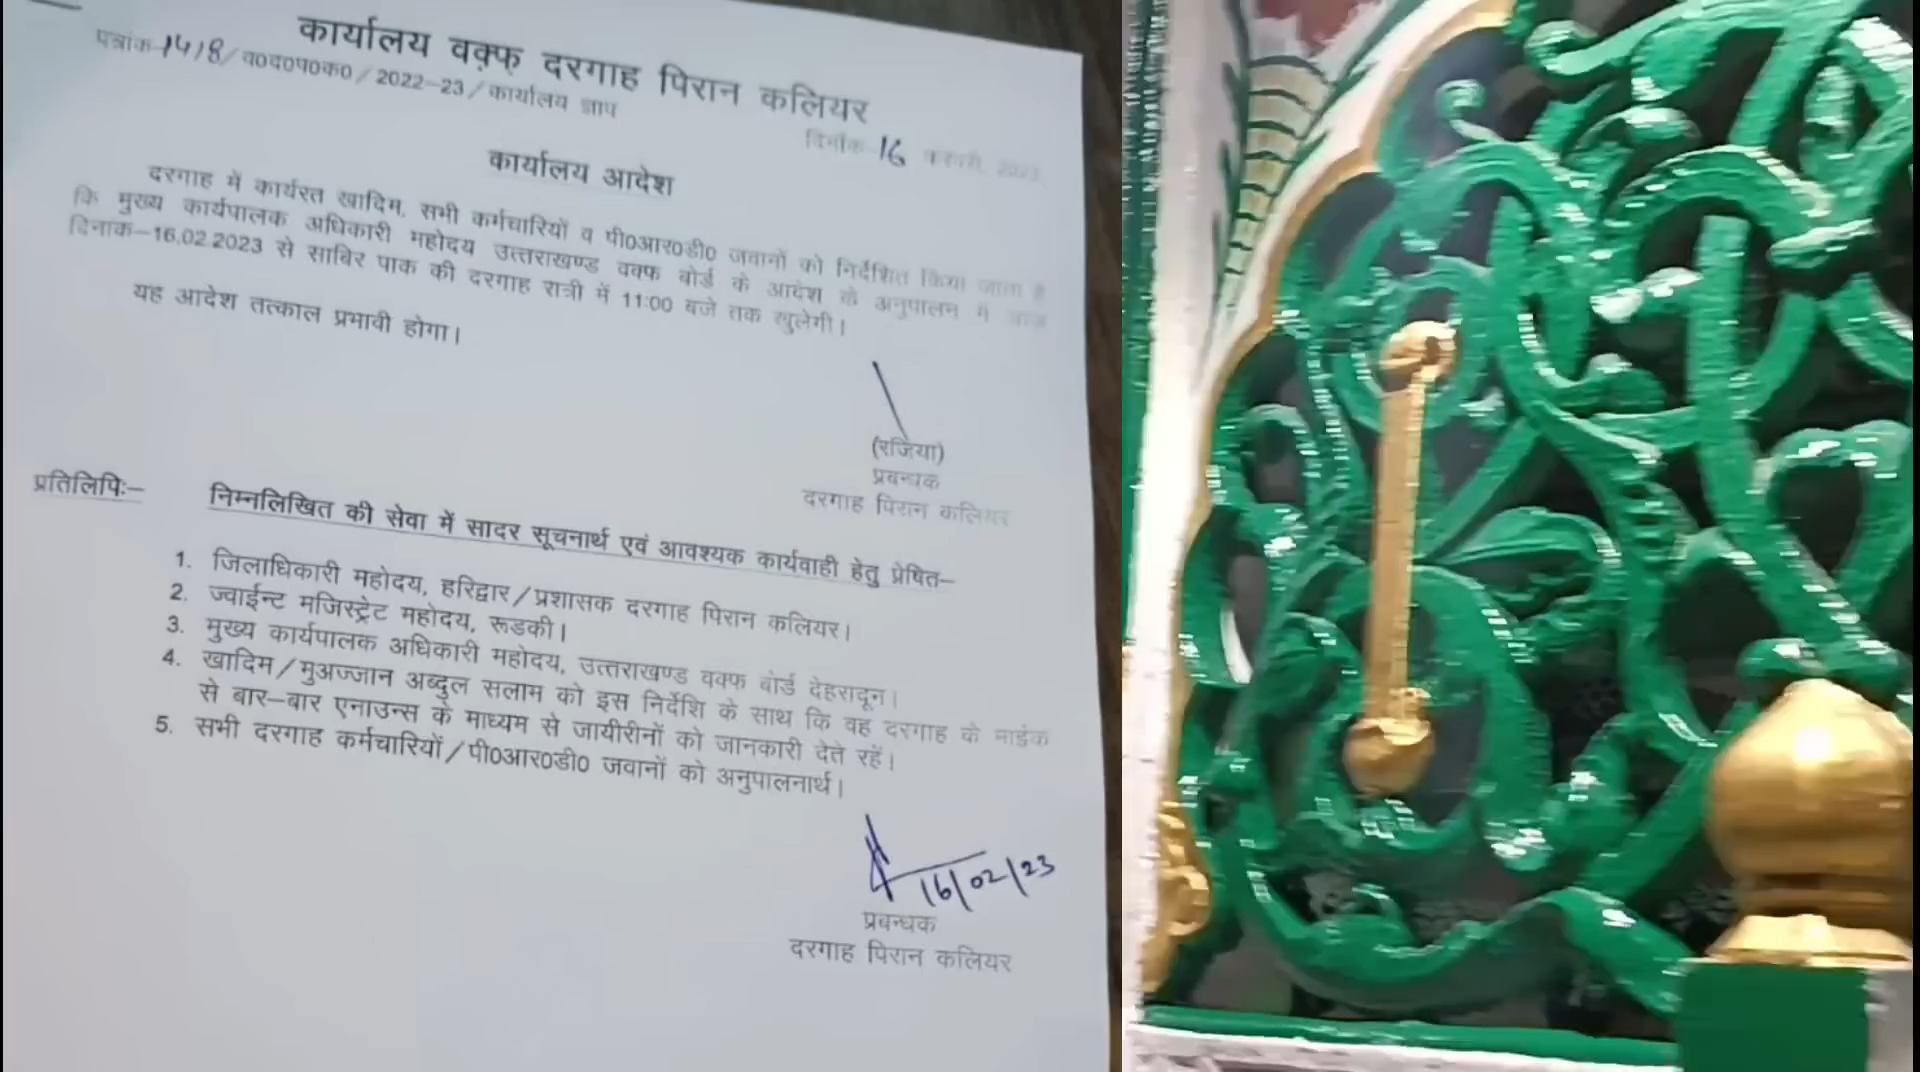 कार्यालय वक़्फ़ दरगाह पिरान कलियर
पत्रांक-1418/व0द0प0क0/2022-23/कार्यालय ज्ञाप
दिनांक-16 फरवरी, 2023
कार्यालय आदेश
दरगाह में कार्यरत खादिम, सभी कर्मचारियों व पी0आर0डी0 जवानों को निर्देशित किया जाता है
कि मुख्य कार्यपालक अधिकारी महोदय उत्तराखण्ड वक्फ बोर्ड के आदेश के अनुपालन में आज
दिनांक-16.02.2023 से साबिर पाक की दरगाह रात्री में 11:00 बजे तक खुलेगी।
यह आदेश तत्काल प्रभावी होगा।
(रजिया)
प्रबन्धक
दरगाह पिरान कलियर
प्रतिलिपिः-
निम्नलिखित की सेवा में सादर सूचनार्थ एवं आवश्यक कार्यवाही हेतु प्रेषित-
1. जिलाधिकारी महोदय, हरिद्वार/प्रशासक दरगाह पिरान कलियर।
2. ज्वाईन्ट मजिस्ट्रेट महोदय, रूडकी।
3. मुख्य कार्यपालक अधिकारी महोदय, उत्तराखण्ड वक्फ बोर्ड देहरादून।
4. खादिम/मुअज्जान अब्दुल सलाम को इस निर्देशि के साथ कि वह दरगाह के माईक
से बार-बार एनाउन्स के माध्यम से जायीरीनों को जानकारी देते रहें।
5. सभी दरगाह कर्मचारियों/पी0आर0डी0 जवानों को अनुपालनार्थ।
16/02/23
प्रबन्धक
दरगाह पिरान कलियर